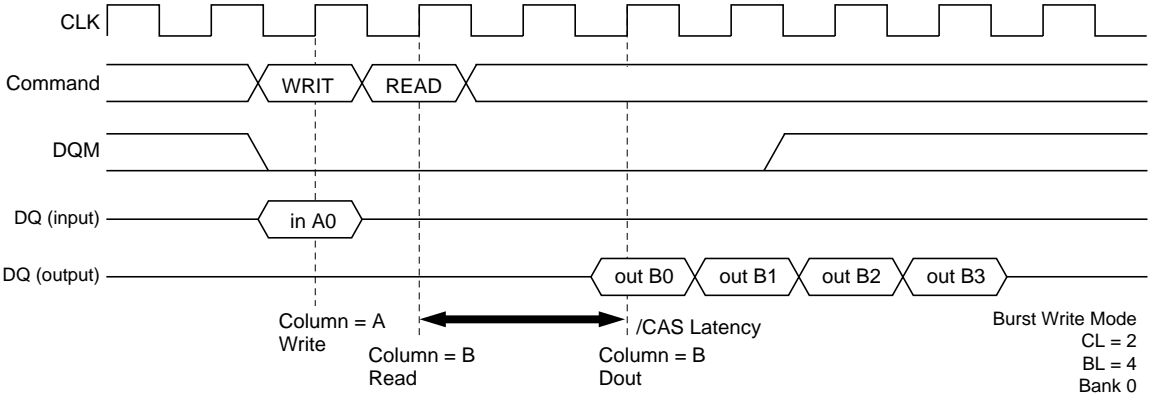 CLK
Command
WRIT
READ
DQM
DQ (input)
in A0
DQ (output)
out B0
out B1
out B2
out B3
Column = A
Write
Column = B
Read
/CAS Latency
Column = B
Dout
Burst Write Mode
CL = 2
BL = 4
Bank 0